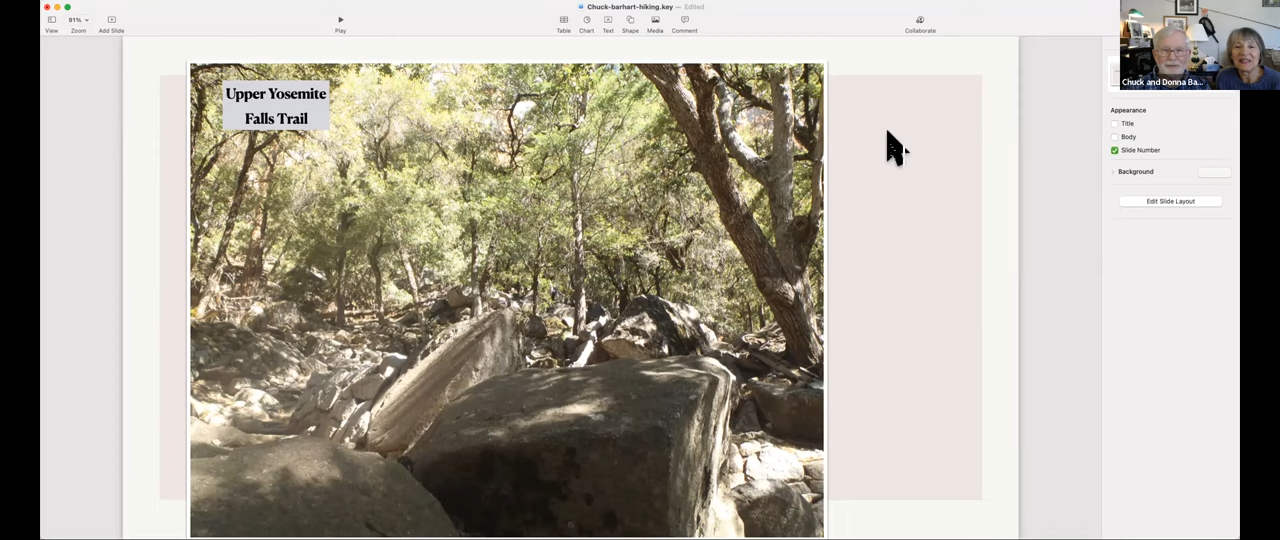 Chuck-barhart-hiking.key — Edited
91%
View
Zoom
Add Slide
Play
Table
Chart
Shape
Text
Media
Comment
Collaborate
Chuck and Donna Ba...
Upper Yosemite
Falls Trail
Appearance
Title
Body
Slide Number
Background
Edit Slide Layout